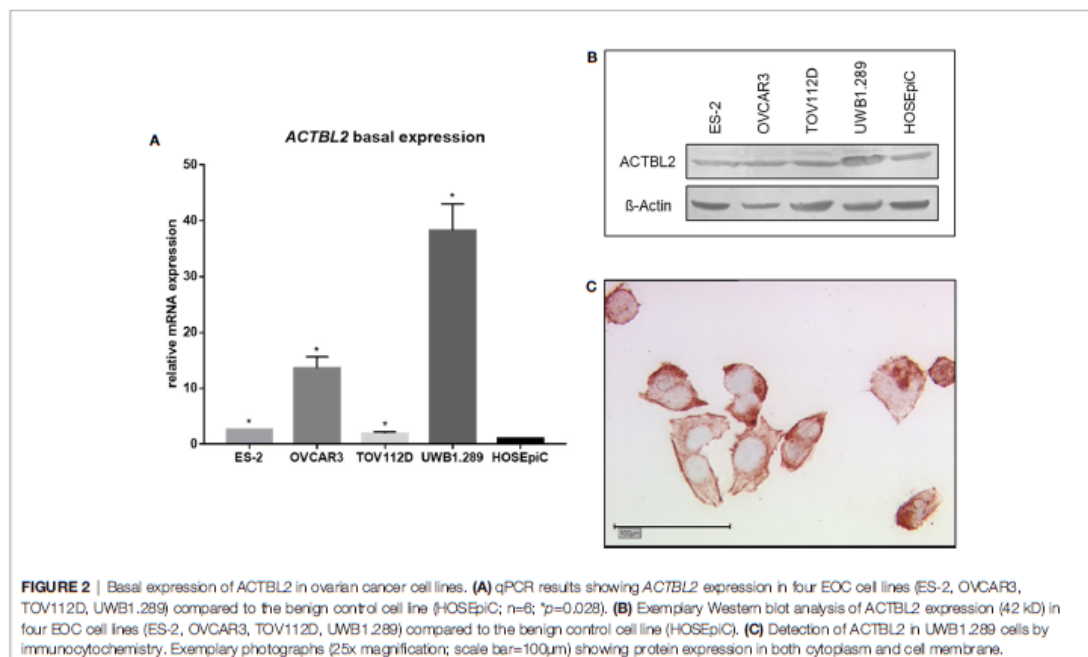 A
ACTBL2 basal expression
relative mRNA expression
50
40
30
20
10
0
*
*
*
*
ES-2
OVCAR3
TOV112D
UWB1.289
HOSEpiC
B
ES-2
OVCAR3
TOV112D
UWB1.289
HOSEpiC
ACTBL2
ß-Actin
C
100µm
FIGURE 2 | Basal expression of ACTBL2 in ovarian cancer cell lines. (A) qPCR results showing ACTBL2 expression in four EOC cell lines (ES-2, OVCAR3,
TOV112D, UWB1.289) compared to the benign control cell line (HOSEpiC; n=6; *p=0.028). (B) Exemplary Western blot analysis of ACTBL2 expression (42 kD) in
four EOC cell lines (ES-2, OVCAR3, TOV112D, UWB1.289) compared to the benign control cell line (HOSEpiC). (C) Detection of ACTBL2 in UWB1.289 cells by
immunocytochemistry. Exemplary photographs (25x magnification; scale bar=100µm) showing protein expression in both cytoplasm and cell membrane.